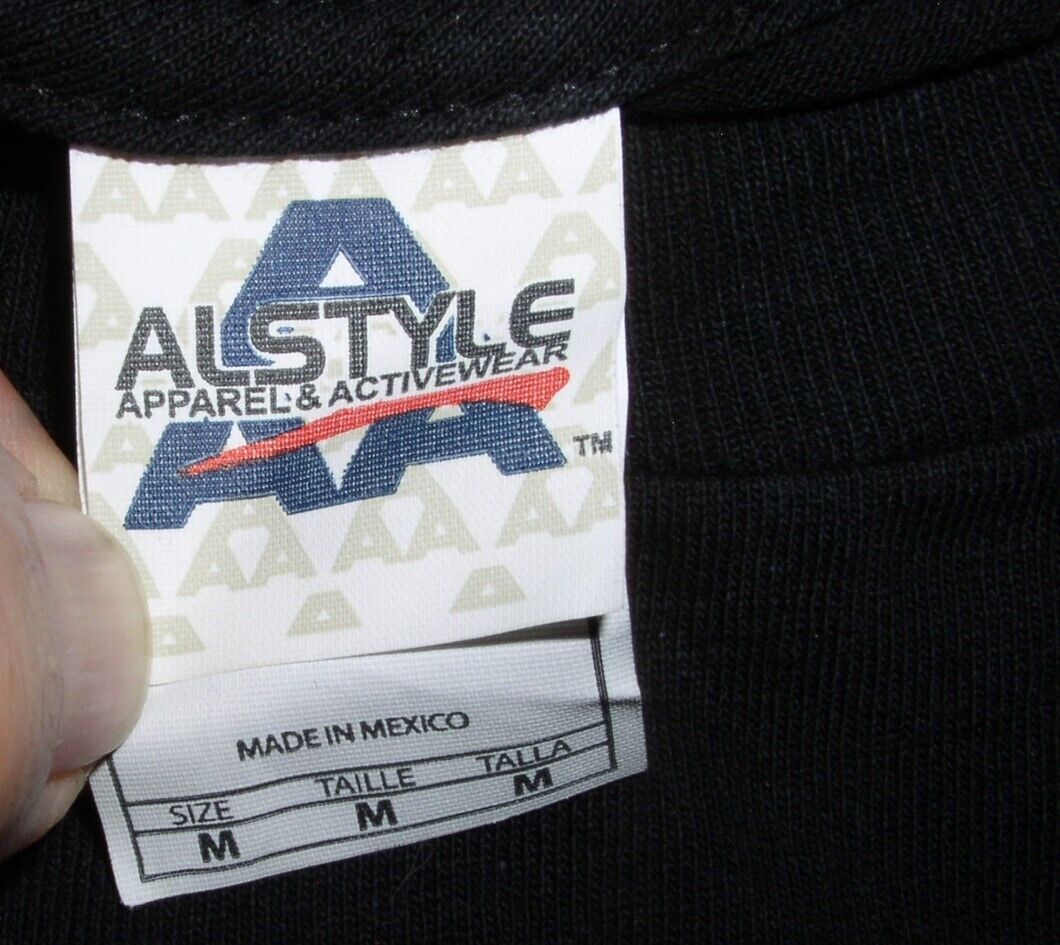 ALSTYLE
APPAREL & ACTIVEWEAR
TM
MADE IN MEXICO
SIZE TAILLE TALLA
M M M